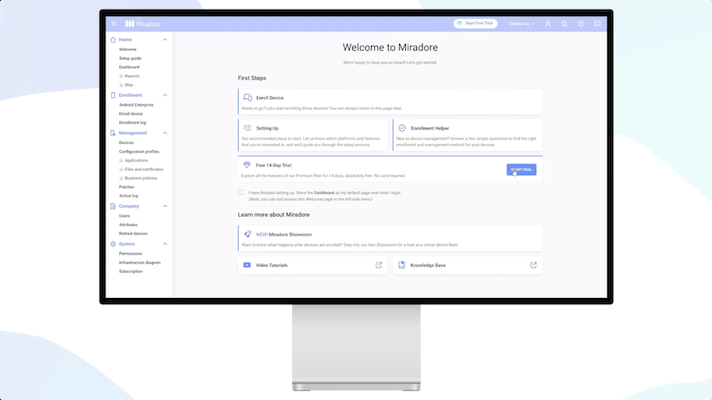 Miradore
Start Free Trial
Contact us
Home
Welcome
Setup guide
Dashboard
Reports
Map
Enrollment
Android Enterprise
Enroll device
Enrollment log
Management
Devices
Configuration profiles
Applications
Files and certificates
Business policies
Patches
Action log
Company
Users
Attributes
Retired devices
System
Permissions
Infrastructure diagram
Subscription
Welcome to Miradore
We're happy to have you on board! Let's get started.
First Steps
Enroll Device
Ready to go? Let's start enrolling those devices! You can always return to this page later.
Setting Up
Our recommended place to start. Let us know which platforms and features
that you're interested in, and we'll guide you through the setup process.
Enrollment Helper
New to device management? Answer a few simple questions to find the right
enrollment and management method for your devices.
Free 14-Day Trial
Explore all the features of our Premium Plan for 14 days, absolutely free. No card required.
START TRIAL
I have finished setting up. Show the Dashboard as my default page next time I login.
(Note: you can still access the Welcome page in the left-side menu)
Learn more about Miradore
NEW! Miradore Showroom
Want to know what happens after devices are enrolled? Step into our new Showroom for a look at a virtual device fleet!
Video Tutorials
Knowledge Base